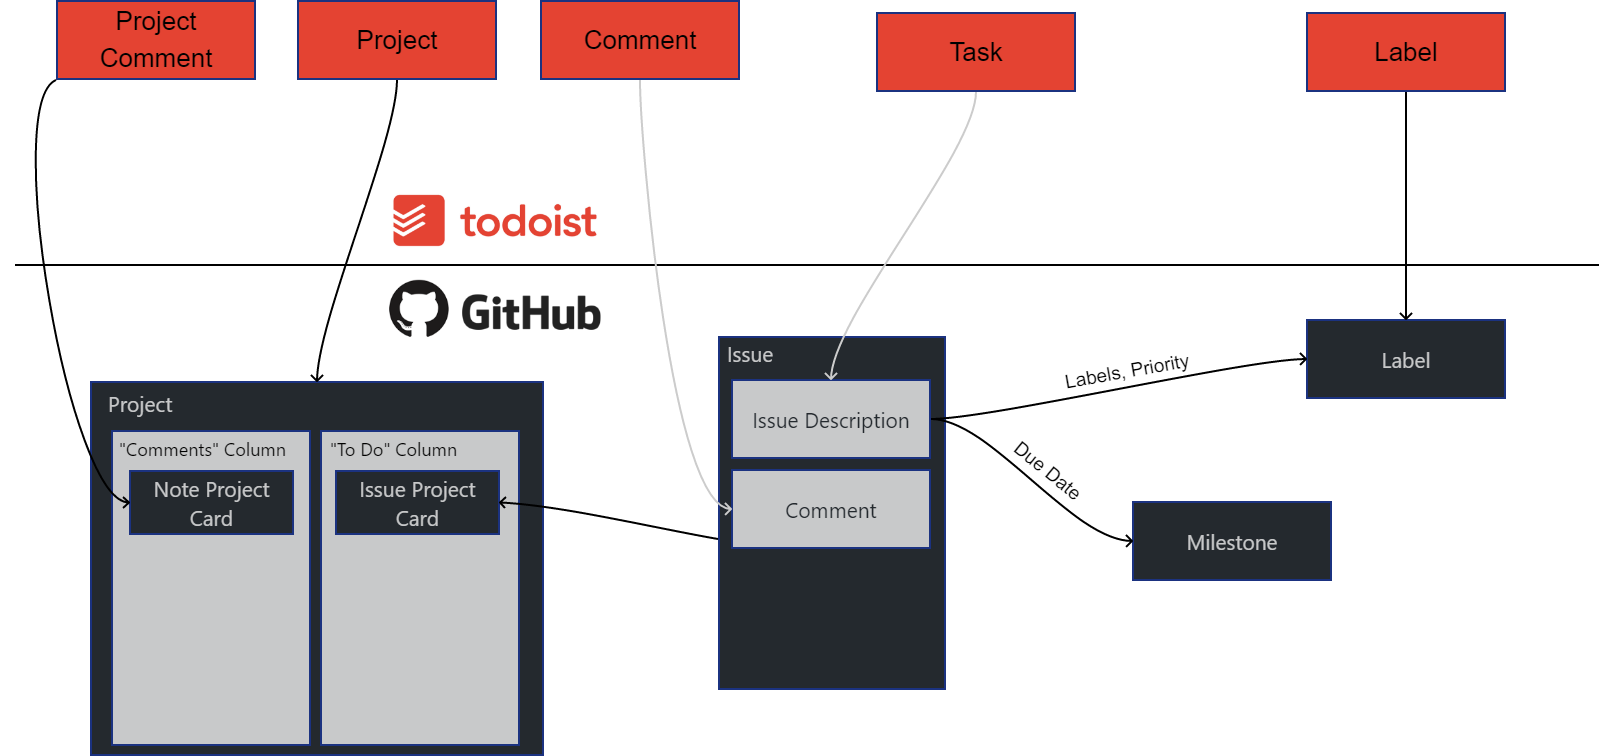 Project
Comment
Project
Comment
Task
Label
todoist
GitHub
Issue
Issue Description
Comment
Labels, Priority
Due Date
Label
Milestone
Project
"Comments" Column
"To Do" Column
Note Project
Card
Issue Project
Card